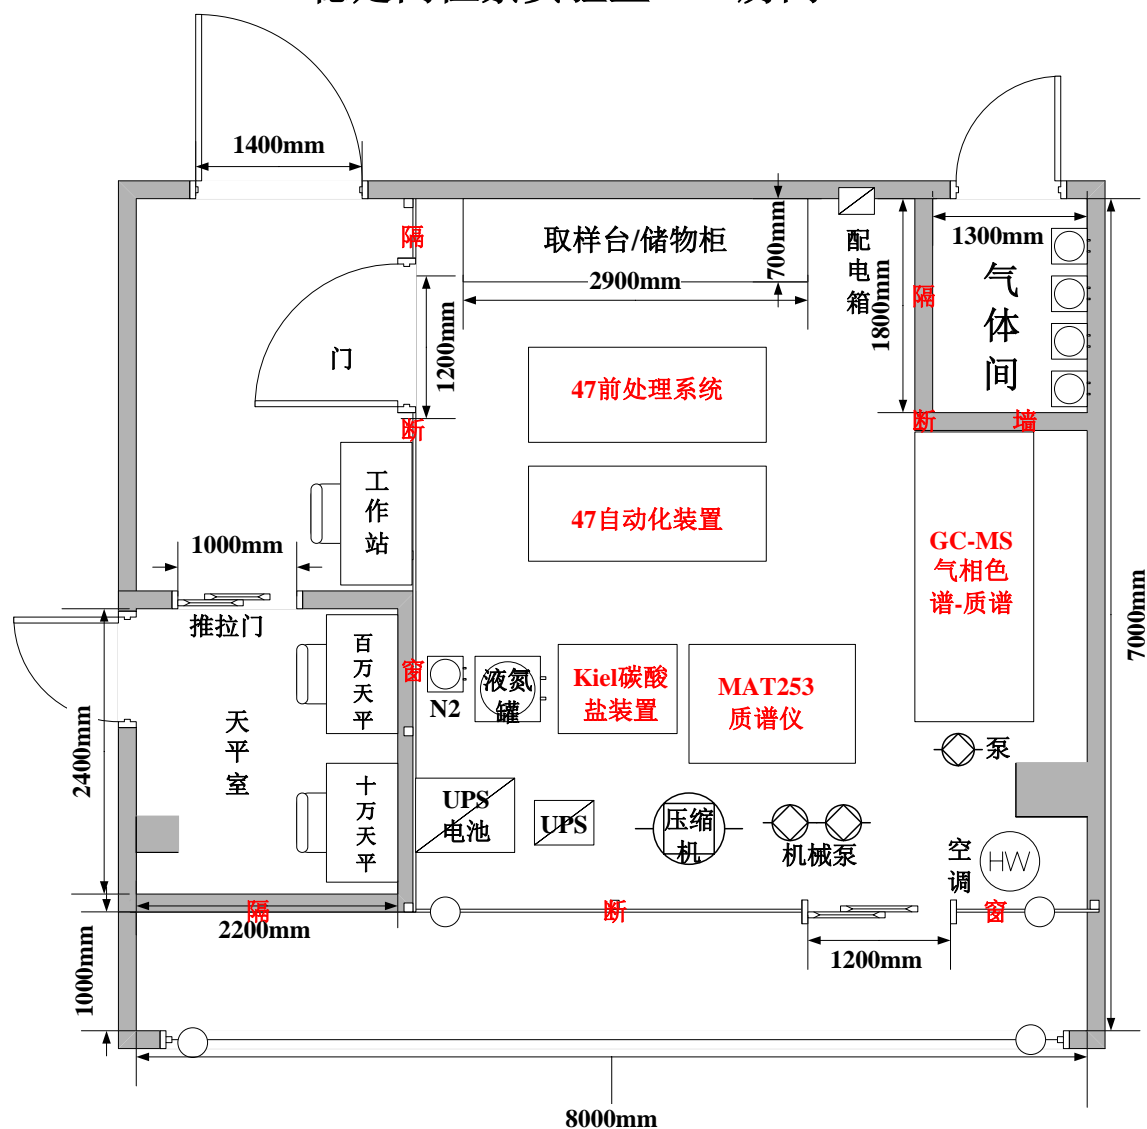 1400mm
隔
取样台/储物柜
700mm
2900mm
配
电
箱
1800mm
隔
1300mm
气
体
间
门
1200mm
47前处理系统
断
断
墙
工
作
站
47自动化装置
1000mm
GC-MS
气相色
谱-质谱
7000mm
推拉门
百
万
天
平
窗
N2
液氮
罐
Kiel碳酸
盐装置
MAT253
质谱仪
天
平
室
2400mm
泵
十
万
天
平
UPS
电池
UPS
压缩
机
机械泵
空
调
HW
隔
断
窗
2200mm
1200mm
1000mm
8000mm